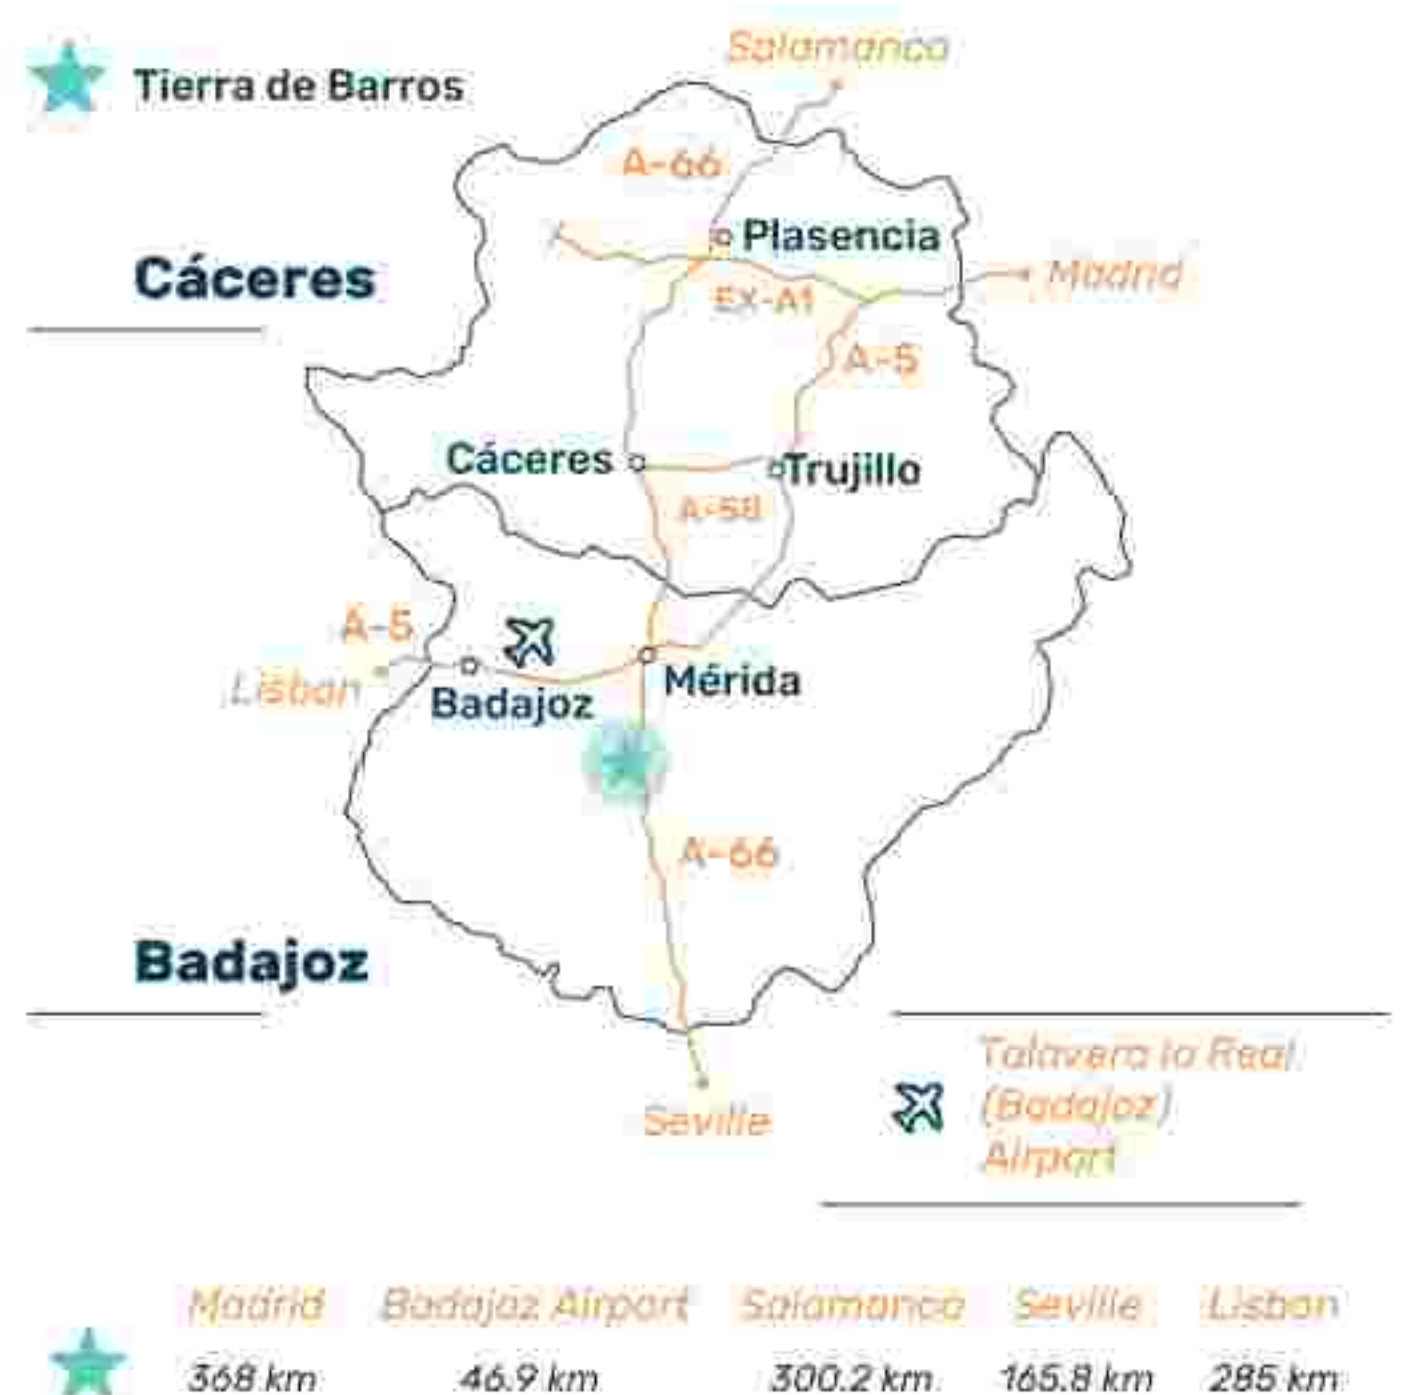 Salamanca
Tierra de Barros
A-66
Plasencia
Cáceres
Madrid
EX-A1
A-5
Cáceres
Trujillo
A-58
A-5
Lisbon
Badajoz
Mérida
A-66
Badajoz
Talavera la Real
(Badajoz)
Airport
Seville
Madrid Badajoz Airport Salamanca Seville Lisbon
368 km 46.9 km 300.2 km 165.8 km 285 km